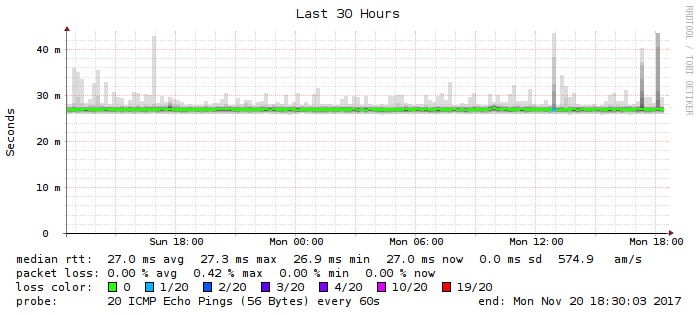 Last 30 Hours
RRDTOOL / TOBI OETIKER
Seconds
40 m
30 m
20 m
10 m
0
Sun 18:00 Mon 00:00 Mon 06:00 Mon 12:00 Mon 18:00
median rtt: 27.0 ms avg 27.3 ms max 26.9 ms min 27.0 ms now 0.0 ms sd 574.9 am/s
packet loss: 0.00 % avg 0.42 % max 0.00 % min 0.00 % now
loss color: 0 1/20 2/20 3/20 4/20 10/20 19/20
probe: 20 ICMP Echo Pings (56 Bytes) every 60s end: Mon Nov 20 18:30:03 2017